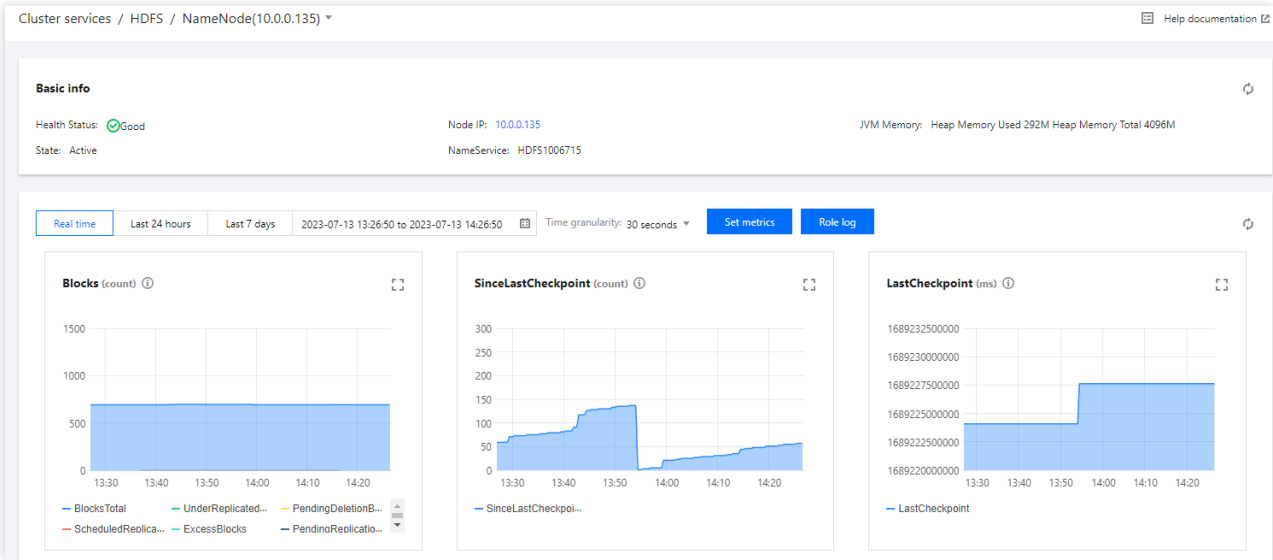 Cluster services / HDFS / NameNode(10.0.0.135)
Help documentation
Basic info
Health Status: Good
Node IP: 10.0.0.135
JVM Memory: Heap Memory Used 292M Heap Memory Total 4096M
State: Active
NameService: HDFS1006715
Real time
Last 24 hours
Last 7 days
2023-07-13 13:26:50 to 2023-07-13 14:26:50
Time granularity: 30 seconds
Set metrics
Role log
Blocks (count)
1500
1000
500
0
13:30 13:40 13:50 14:00 14:10 14:20
BlocksTotal
UnderReplicated...
PendingDeletionB...
ScheduledReplica...
ExcessBlocks
PendingReplicatio...
SinceLastCheckpoint (count)
300
250
200
150
100
50
0
13:30 13:40 13:50 14:00 14:10 14:20
SinceLastCheckpoi...
LastCheckpoint (ms)
1689232500000
1689230000000
1689227500000
1689225000000
1689222500000
1689220000000
13:30 13:40 13:50 14:00 14:10 14:20
LastCheckpoint